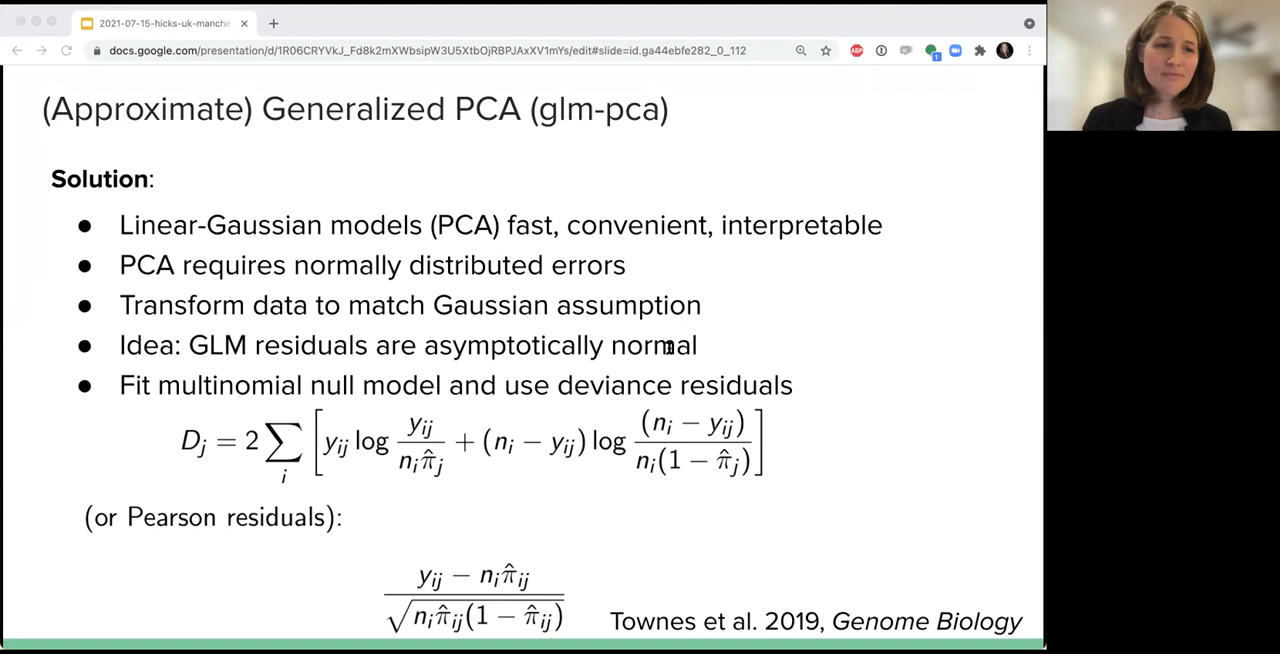 2021-07-15-hicks-uk-manche
docs.google.com/presentation/d/1R06CRYVkJ_Fd8k2mXWbsipW3U5XtbOjRBPJAxXV1mYs/edit#slide=id.ga44ebfe282_0_112
ABP
1
(Approximate) Generalized PCA (glm-pca)
Solution:
● Linear-Gaussian models (PCA) fast, convenient, interpretable
● PCA requires normally distributed errors
● Transform data to match Gaussian assumption
● Idea: GLM residuals are asymptotically normal
● Fit multinomial null model and use deviance residuals
D_j = 2 ∑_i [ y_ij log y_ij / (n_i π̂_j) + (n_i − y_ij) log (n_i − y_ij) / (n_i(1 − π̂_j)) ]
(or Pearson residuals):
(y_ij − n_i π̂_ij) / √(n_i π̂_ij(1 − π̂_ij))
Townes et al. 2019, Genome Biology